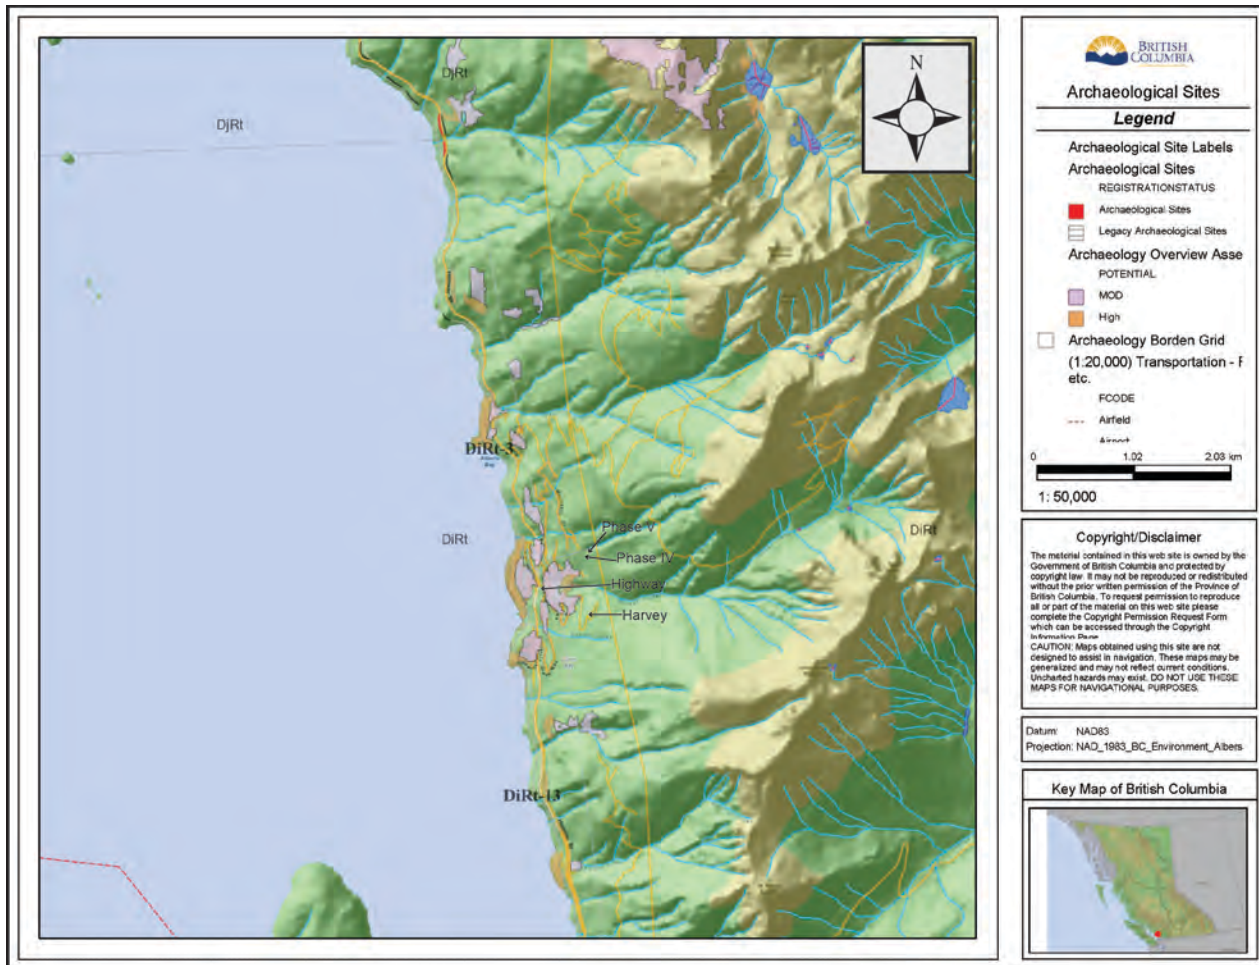 DjRt
DjRt
DiRt-3
DiRt
DiRt
Phase V
Phase IV
Highway
Harvey
DiRt-13
N
BRITISH
COLUMBIA
Archaeological Sites
Legend
Archaeological Site Labels
Archaeological Sites
REGISTRATIONSTATUS
Archaeological Sites
Legacy Archaeological Sites
Archaeology Overview Asse
POTENTIAL
MOD
High
Archaeology Borden Grid
(1:20,000) Transportation - F
etc.
FCODE
Airfield
Airport
0 1.02 2.03 km
1: 50,000
Copyright/Disclaimer
The material contained in this web site is owned by the
Government of British Columbia and protected by
copyright law. It may not be reproduced or redistributed
without the prior written permission of the Province of
British Columbia. To request permission to reproduce
all or part of the material on this web site please
complete the Copyright Permission Request Form
which can be accessed through the Copyright
Information Page
CAUTION: Maps obtained using this site are not
designed to assist in navigation. These maps may be
generalized and may not reflect current conditions.
Uncharted hazards may exist. DO NOT USE THESE
MAPS FOR NAVIGATIONAL PURPOSES.
Datum: NAD83
Projection: NAD_1983_BC_Environment_Albers
Key Map of British Columbia